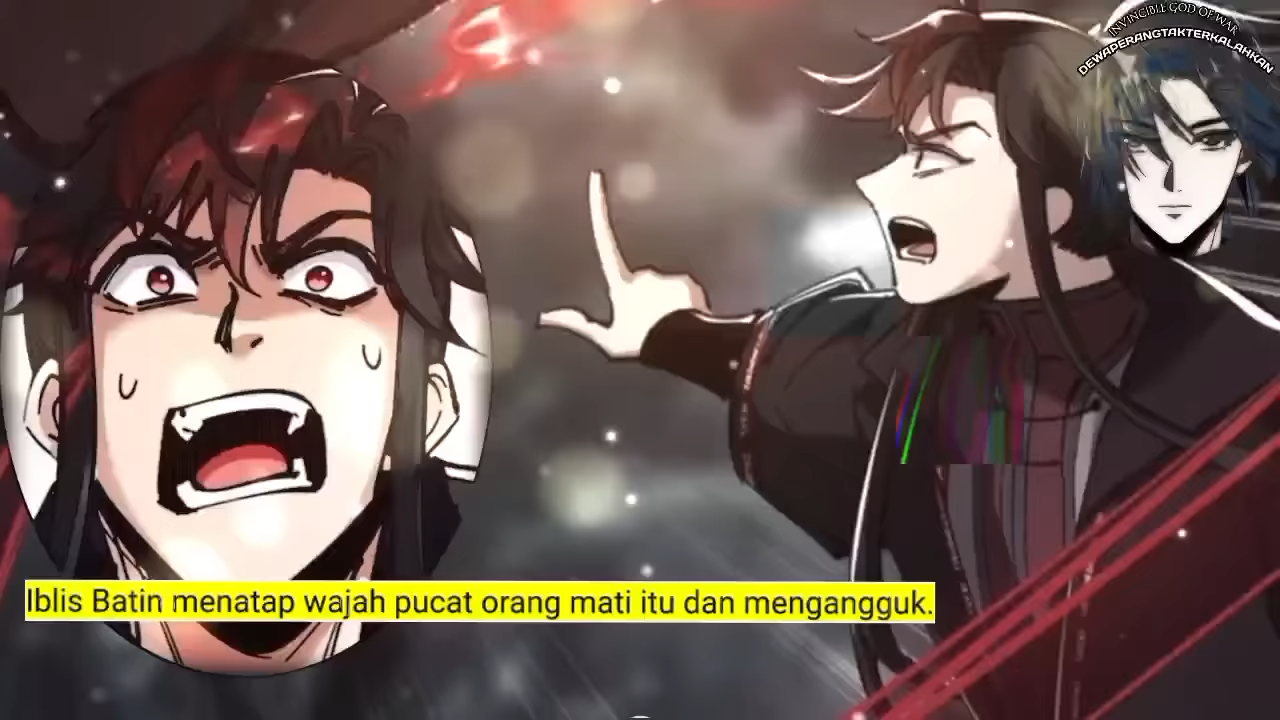 INVINCIBLE GOD OF WAR
DEWAPERANGTAKTERKALAHKAN
Iblis Batin menatap wajah pucat orang mati itu dan mengangguk.